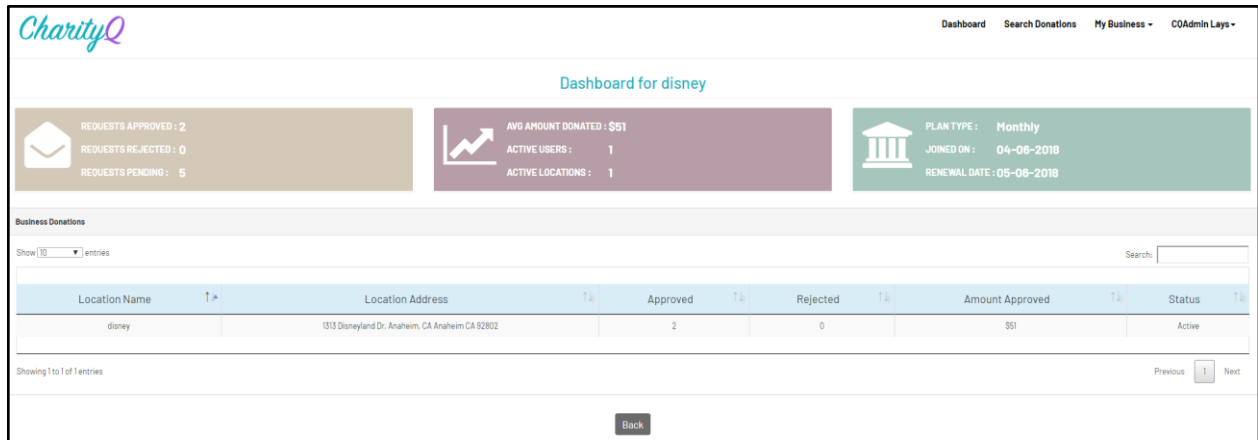 CharityQ
Dashboard Search Donations My Business CQAdmin Lays
Dashboard for disney
REQUESTS APPROVED : 2
REQUESTS REJECTED : 0
REQUESTS PENDING : 5
AVG AMOUNT DONATED : $51
ACTIVE USERS : 1
ACTIVE LOCATIONS : 1
PLAN TYPE : Monthly
JOINED ON : 04-06-2018
RENEWAL DATE : 05-06-2018
Business Donations
Show 10 entries
Search:
Location Name Location Address Approved Rejected Amount Approved Status
disney 1313 Disneyland Dr, Anaheim, CA Anaheim CA 92802 2 0 $51 Active
Showing 1 to 1 of 1 entries
Previous 1 Next
Back